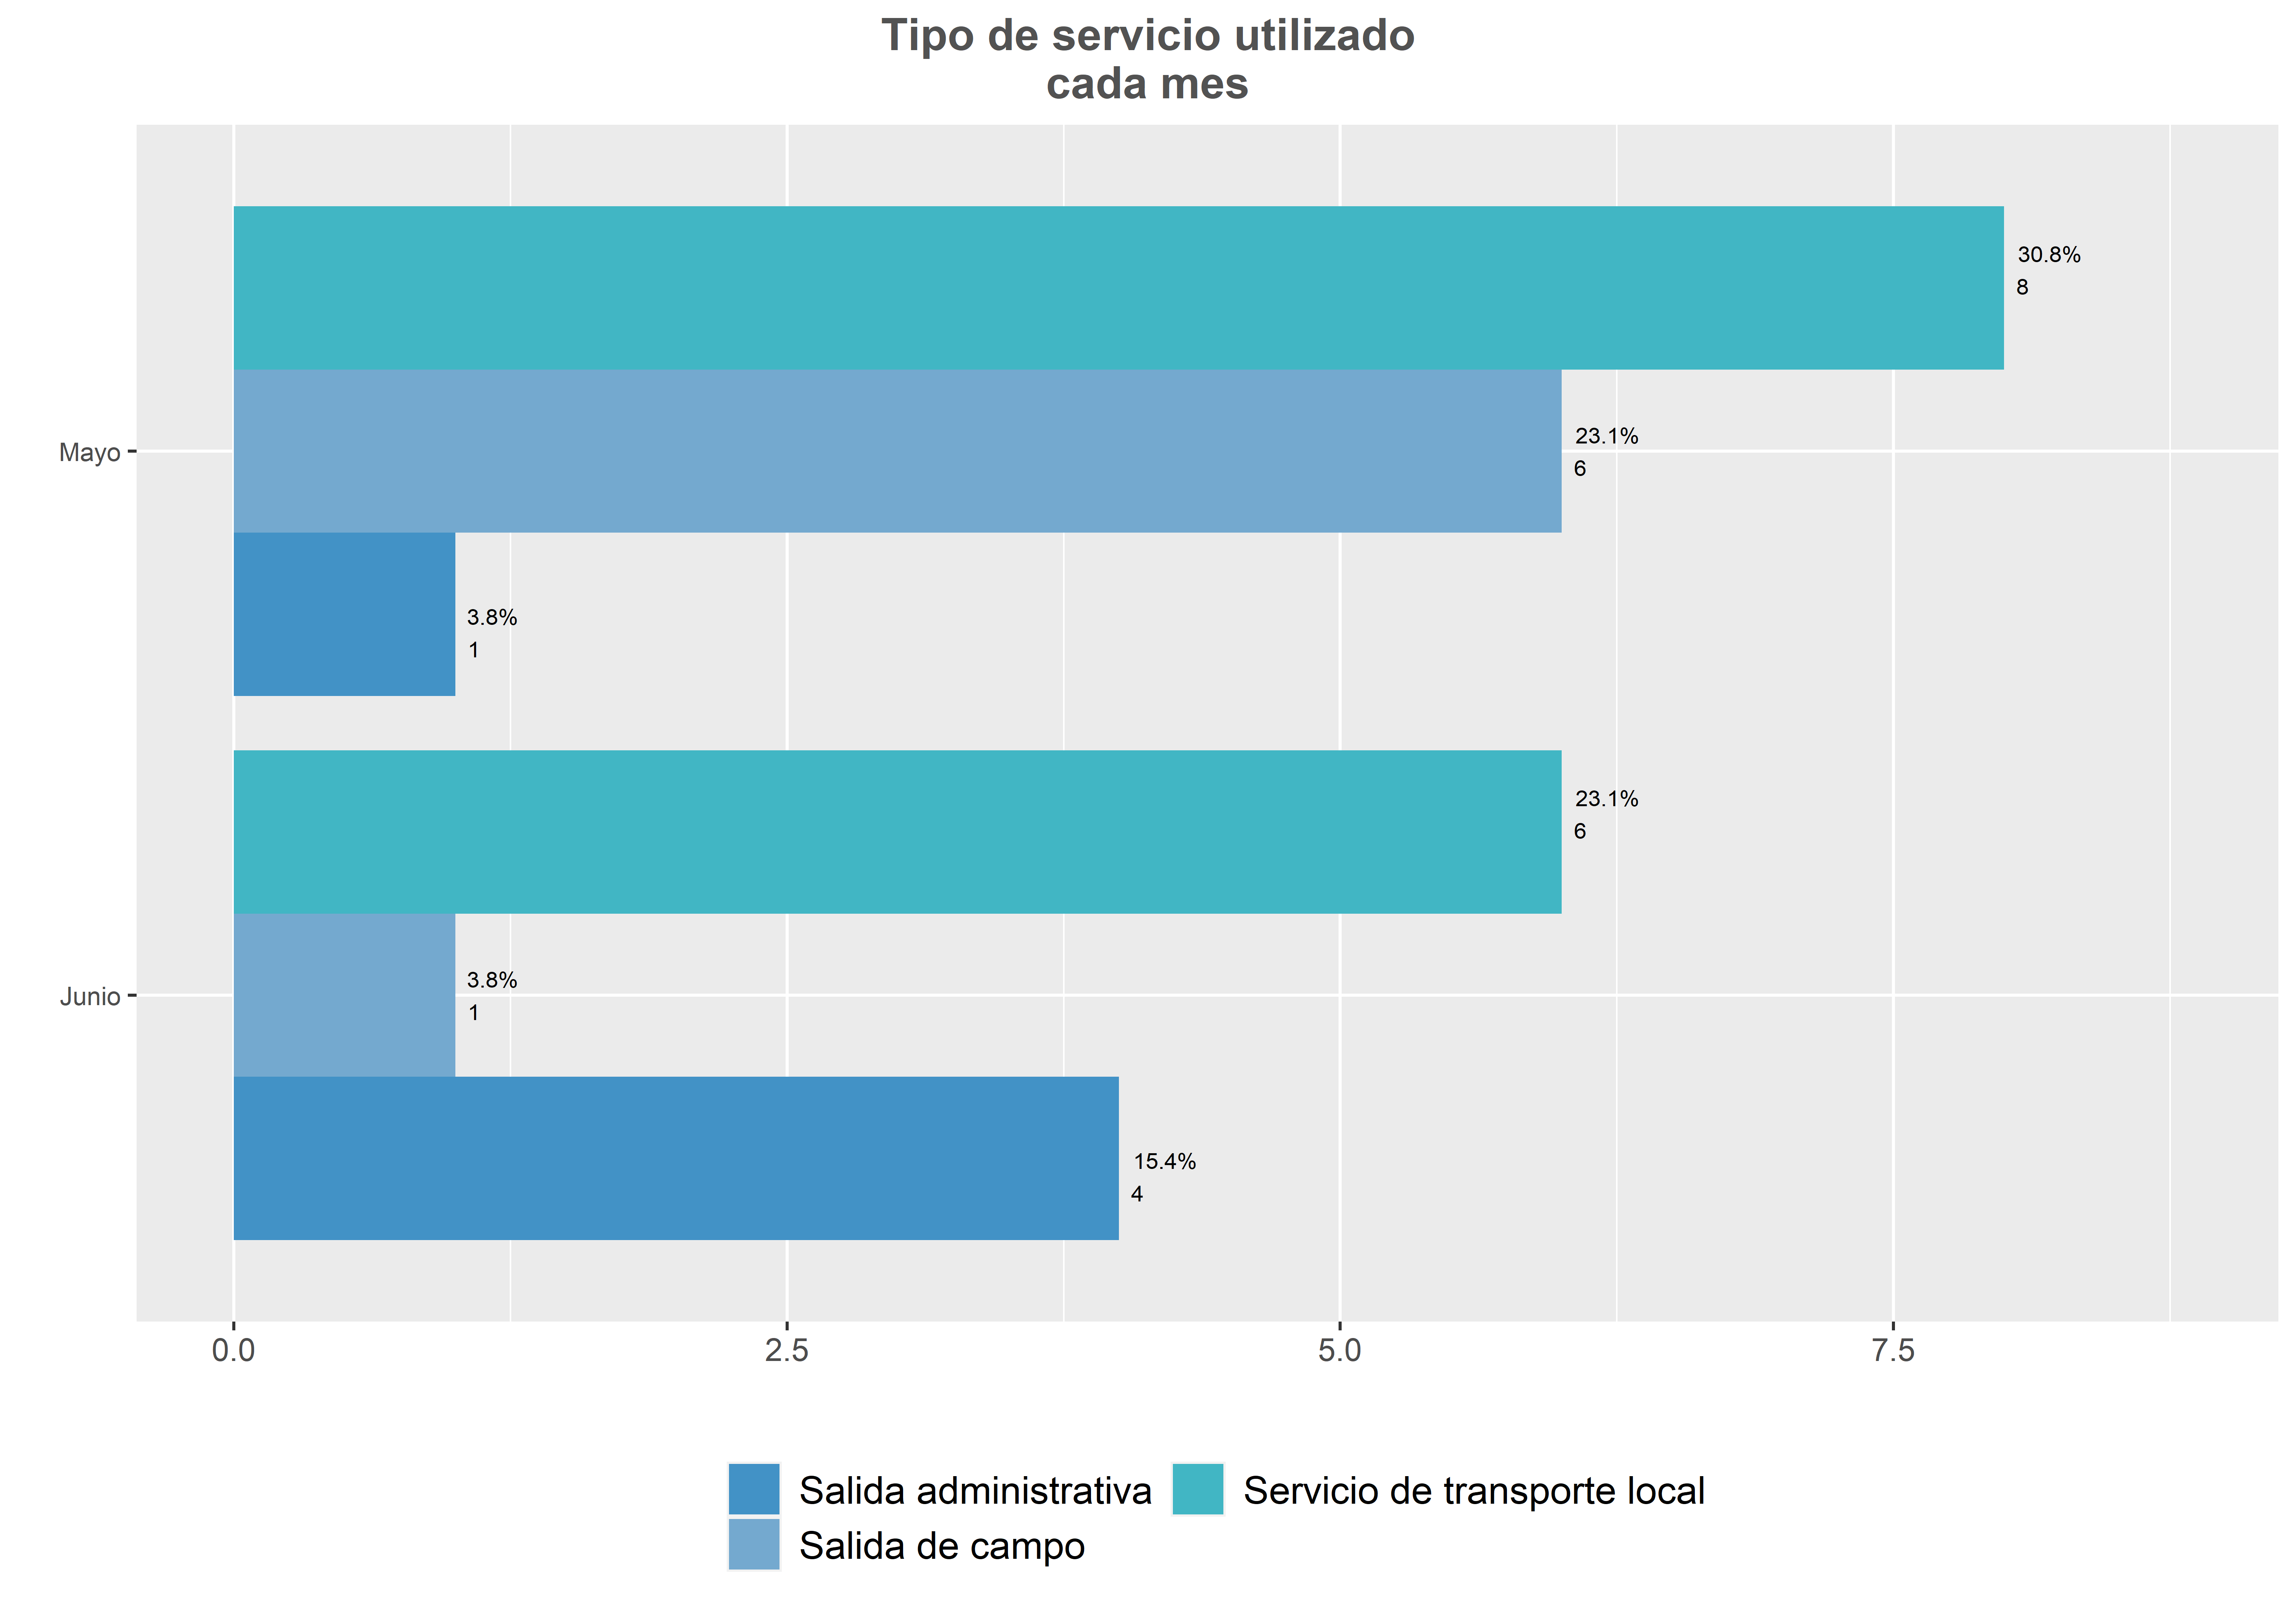 Tipo de servicio utilizado
cada mes
30.8%
8
Mayo
23.1%
6
3.8%
1
23.1%
6
Junio
3.8%
1
15.4%
4
0.0 2.5 5.0 7.5
Salida administrativa Servicio de transporte local
Salida de campo